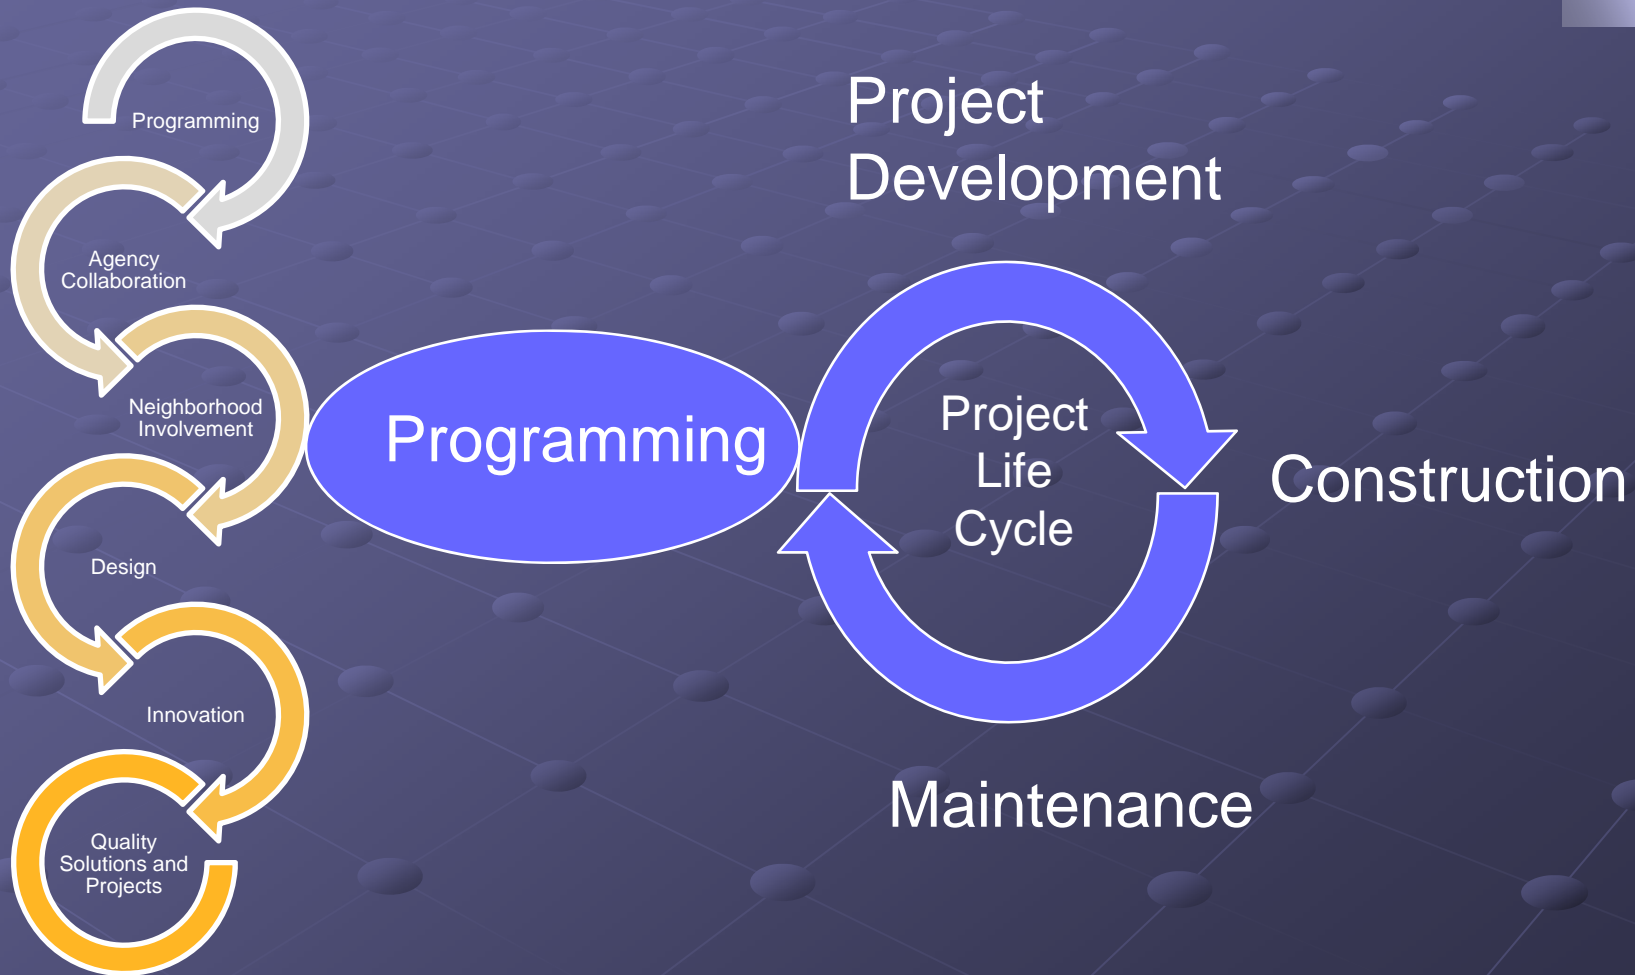 Programming
Agency
Collaboration
Neighborhood
Involvement
Design
Innovation
Quality
Solutions and
Projects
Programming
Project
Development
Project
Life
Cycle
Construction
Maintenance